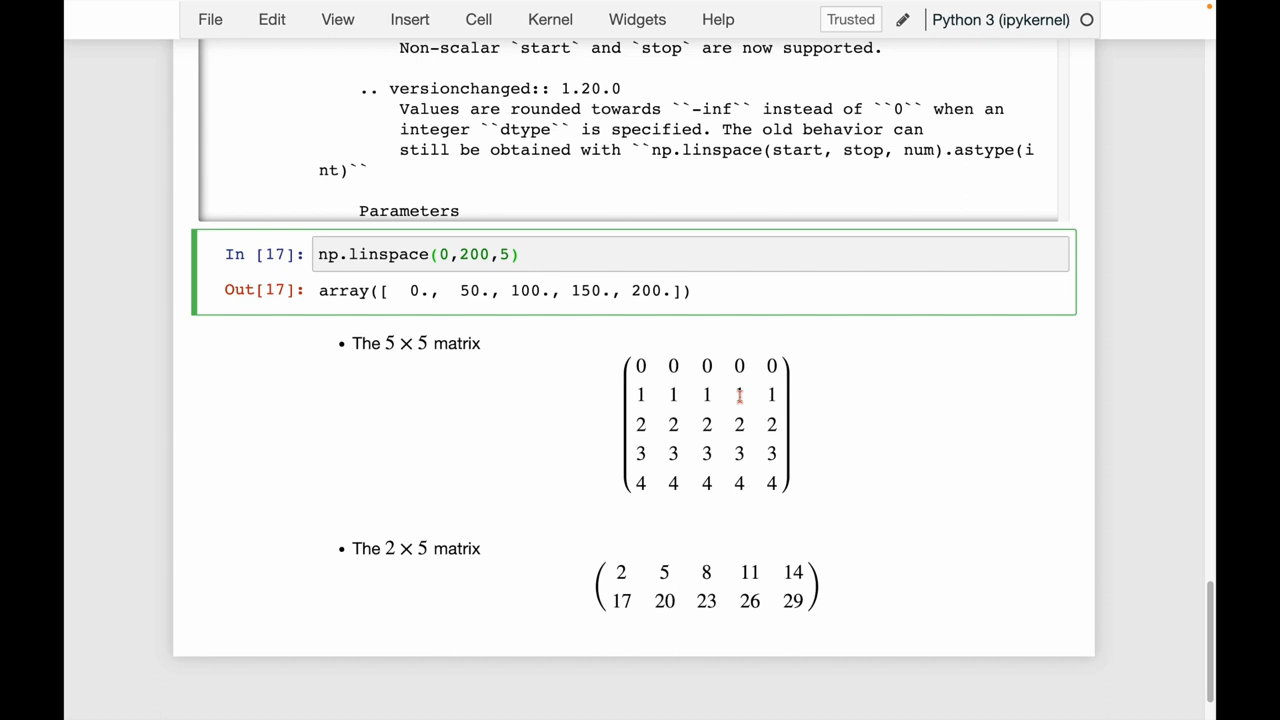 File Edit View Insert Cell Kernel Widgets Help Trusted Python 3 (ipykernel)
Non-scalar `start` and `stop` are now supported.
.. versionchanged:: 1.20.0
Values are rounded towards ``-inf`` instead of ``0`` when an
integer ``dtype`` is specified. The old behavior can
still be obtained with ``np.linspace(start, stop, num).astype(i
nt)``
Parameters
In [17]: np.linspace(0,200,5)
Out[17]: array([  0.,  50., 100., 150., 200.])
• The 5 × 5 matrix
0 0 0 0 0
1 1 1 1 1
2 2 2 2 2
3 3 3 3 3
4 4 4 4 4
• The 2 × 5 matrix
2 5 8 11 14
17 20 23 26 29